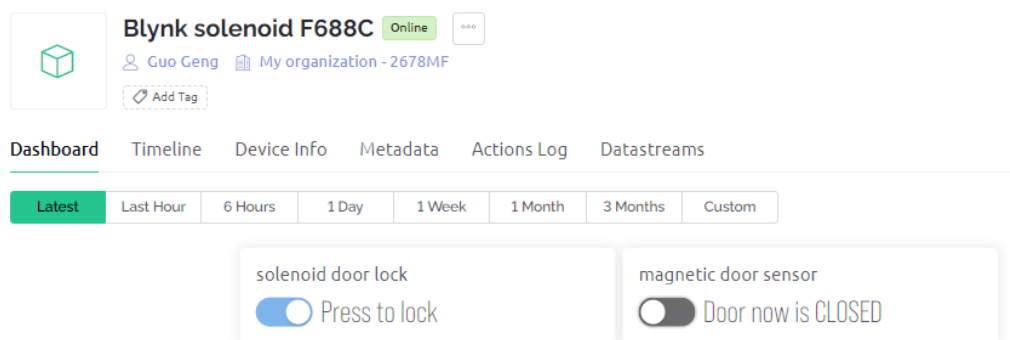 Blynk solenoid F688C Online
Guo Geng My organization - 2678MF
Add Tag
Dashboard Timeline Device Info Metadata Actions Log Datastreams
Latest Last Hour 6 Hours 1 Day 1 Week 1 Month 3 Months Custom
solenoid door lock
Press to lock
magnetic door sensor
Door now is CLOSED